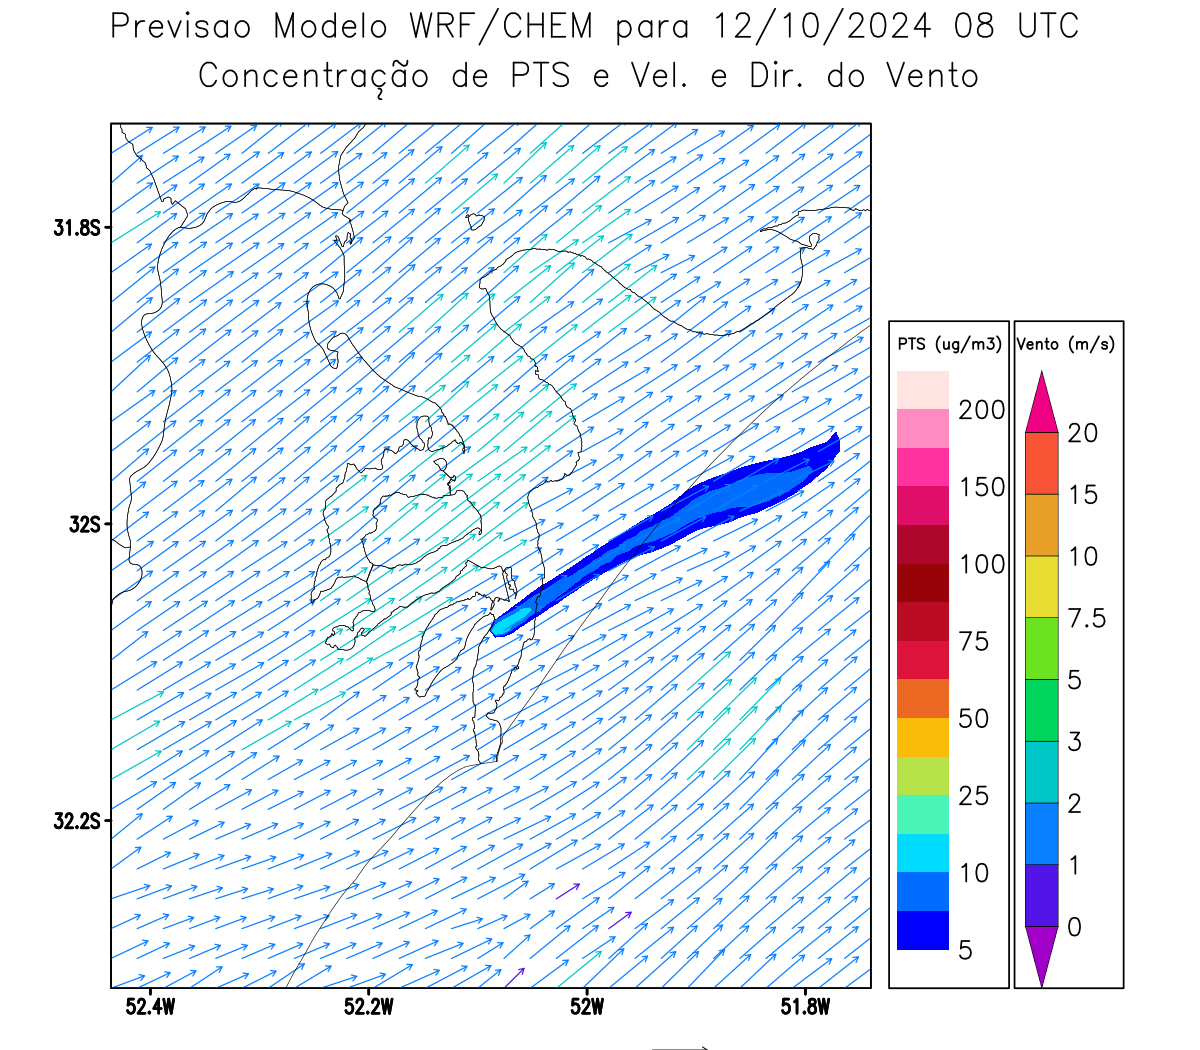 Previsao Modelo WRF/CHEM para 12/10/2024 08 UTC
Concentração de PTS e Vel. e Dir. do Vento
31.8S
32S
32.2S
52.4W 52.2W 52W 51.8W
PTS (ug/m3)
200
150
100
75
50
25
10
5
Vento (m/s)
20
15
10
7.5
5
3
2
1
0